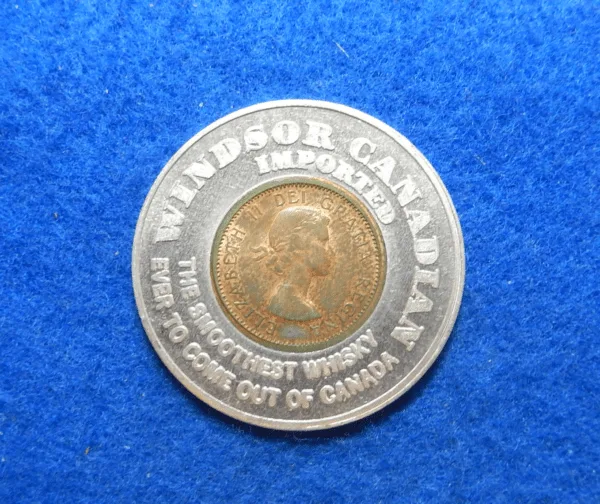 WINDSOR CANADIAN
IMPORTED
ELIZABETH II DEI GRATIA REGINA
THE SMOOTHEST WHISKY
EVER TO COME OUT OF CANADA